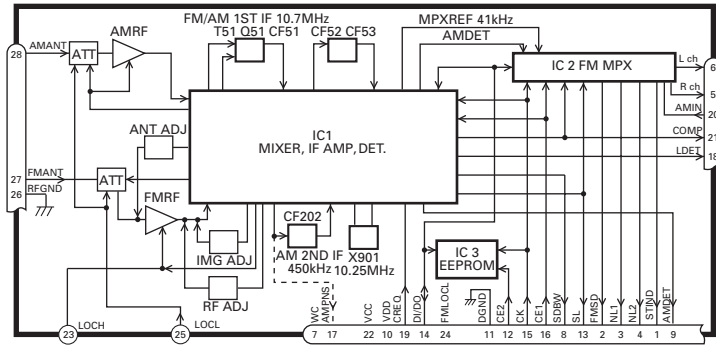 FM/AM 1ST IF 10.7MHz
MPXREF 41kHz
AMRF
T51 Q51 CF51
CF52 CF53
AMDET
28 AMANT
ATT
IC 2 FM MPX
L ch 6
R ch 5
AMIN 20
COMP 21
LDET 18
IC1
MIXER, IF AMP, DET.
ANT ADJ
27 FMANT
26 RFGND
ATT
FMRF
CF202
IMG ADJ
AM 2ND IF
450kHz
X901
10.25MHz
RF ADJ
IC 3
EEPROM
LOCH
23
LOCL
25
WC
AMPNS
VCC
VDD
CREQ
DI/DO
FMLOCL
DGND
CE2
CK
CE1
SDBW
SL
FMSD
NL1
NL2
STIND
AMDET
7 17 22 10 19 14 24 11 12 15 16 8 13 2 3 4 1 9